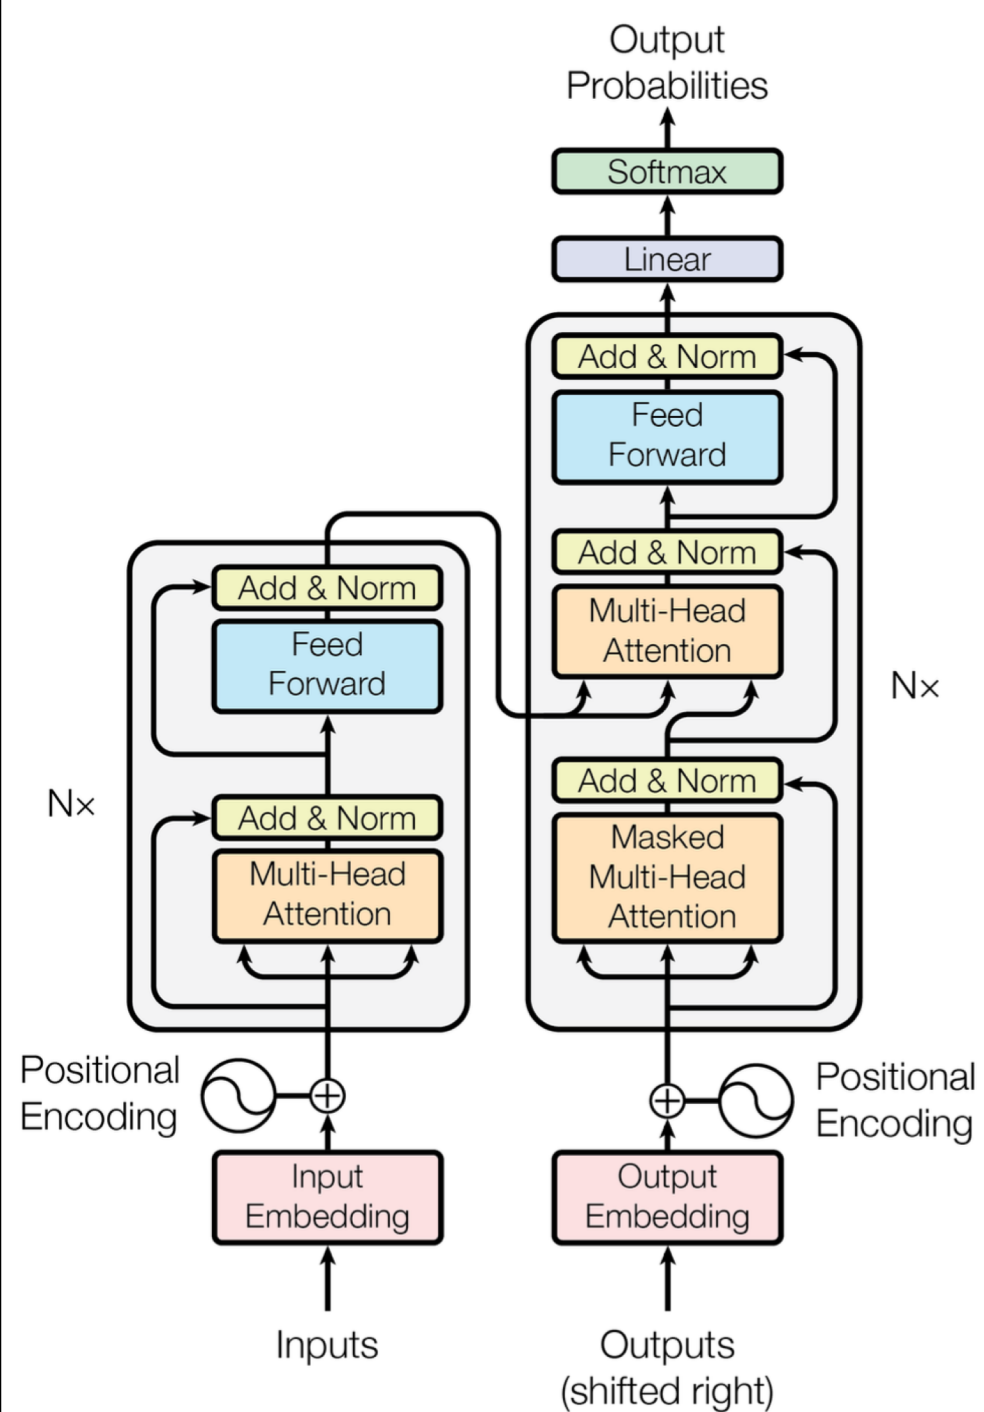 Output
Probabilities
Softmax
Linear
Add & Norm
Feed
Forward
Add & Norm
Multi-Head
Attention
Nx
Add & Norm
Masked
Multi-Head
Attention
Add & Norm
Feed
Forward
Nx
Add & Norm
Multi-Head
Attention
Positional
Encoding
Positional
Encoding
Input
Embedding
Output
Embedding
Inputs
Outputs
(shifted right)